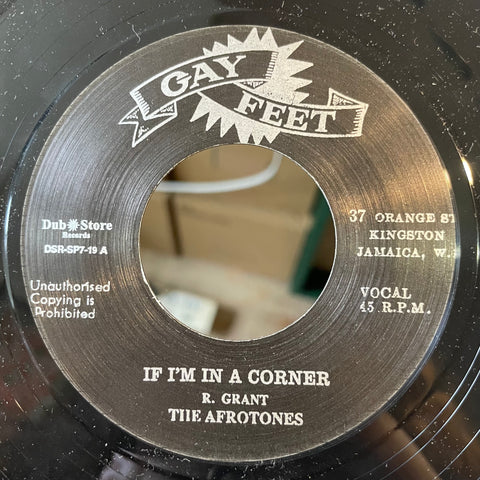 GAY
FEET
Dub Store
Records
DSR-SP7-19 A
Unauthorised
Copying is
Prohibited
37 ORANGE ST
KINGSTON
JAMAICA, W.
VOCAL
45 R.P.M.
IF I'M IN A CORNER
R. GRANT
THE AFROTONES